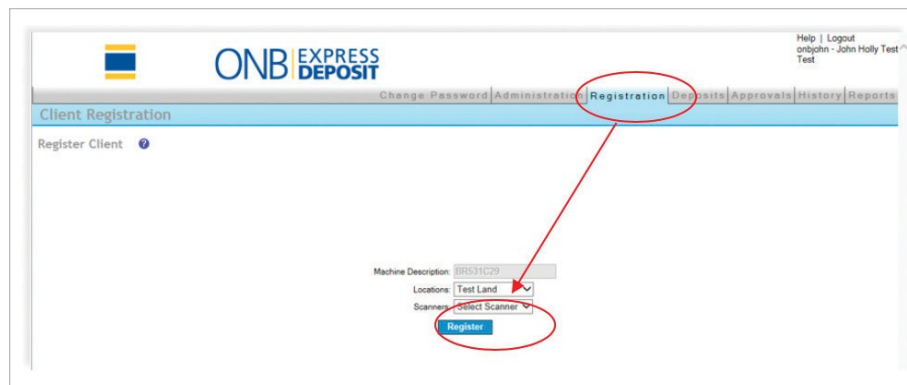 Help | Logout
onbjohn - John Holly Test
Test
ONB EXPRESS DEPOSIT
Change Password Administration Registration Deposits Approvals History Reports
Client Registration
Register Client ?
Machine Description: BR531C29
Locations: Test Land
Scanners: Select Scanner
Register